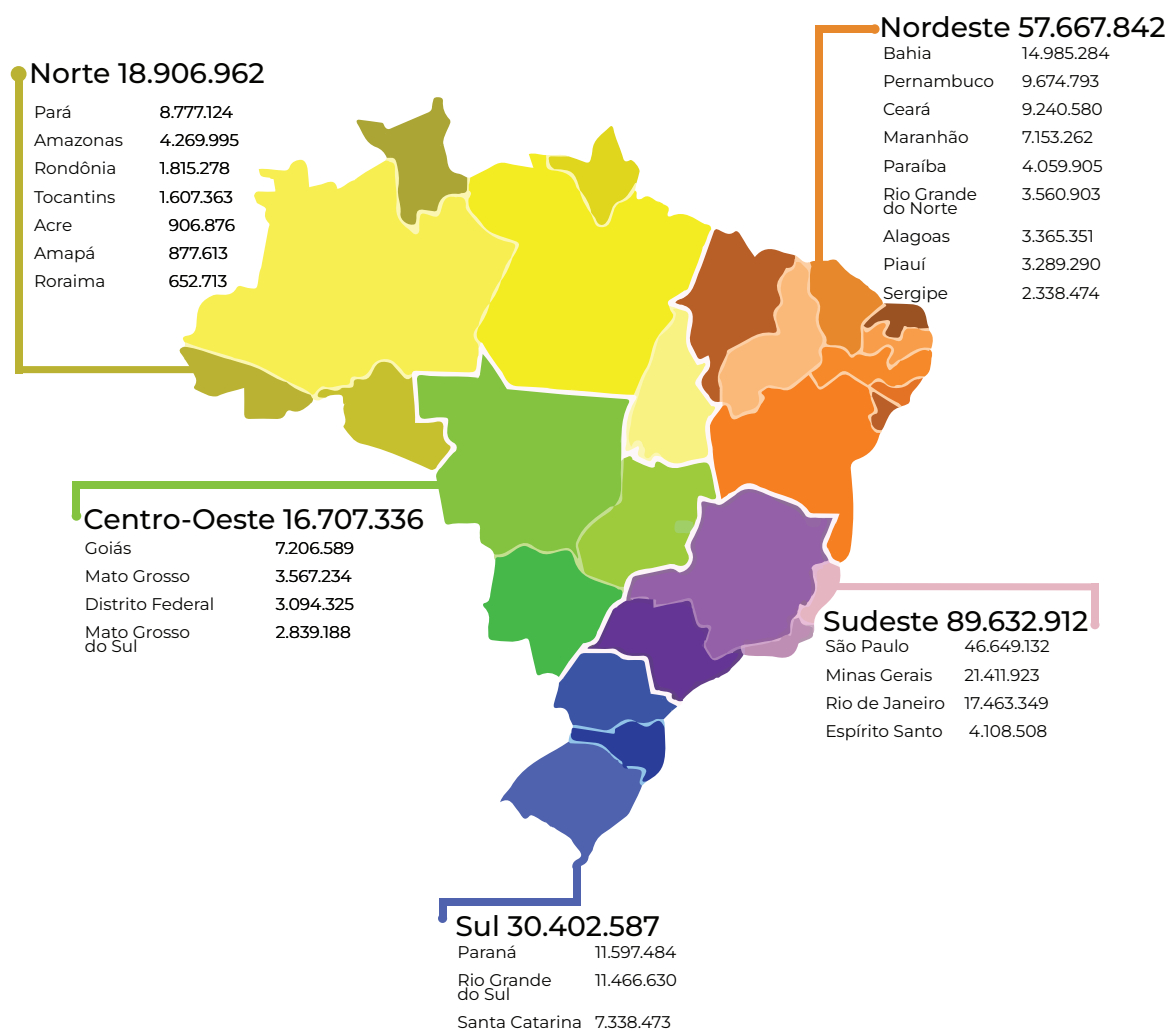 Norte 18.906.962
Pará 8.777.124
Amazonas 4.269.995
Rondônia 1.815.278
Tocantins 1.607.363
Acre 906.876
Amapá 877.613
Roraima 652.713
Nordeste 57.667.842
Bahia 14.985.284
Pernambuco 9.674.793
Ceará 9.240.580
Maranhão 7.153.262
Paraíba 4.059.905
Rio Grande 3.560.903
do Norte
Alagoas 3.365.351
Piauí 3.289.290
Sergipe 2.338.474
Centro-Oeste 16.707.336
Goiás 7.206.589
Mato Grosso 3.567.234
Distrito Federal 3.094.325
Mato Grosso 2.839.188
do Sul
Sudeste 89.632.912
São Paulo 46.649.132
Minas Gerais 21.411.923
Rio de Janeiro 17.463.349
Espírito Santo 4.108.508
Sul 30.402.587
Paraná 11.597.484
Rio Grande 11.466.630
do Sul
Santa Catarina 7.338.473